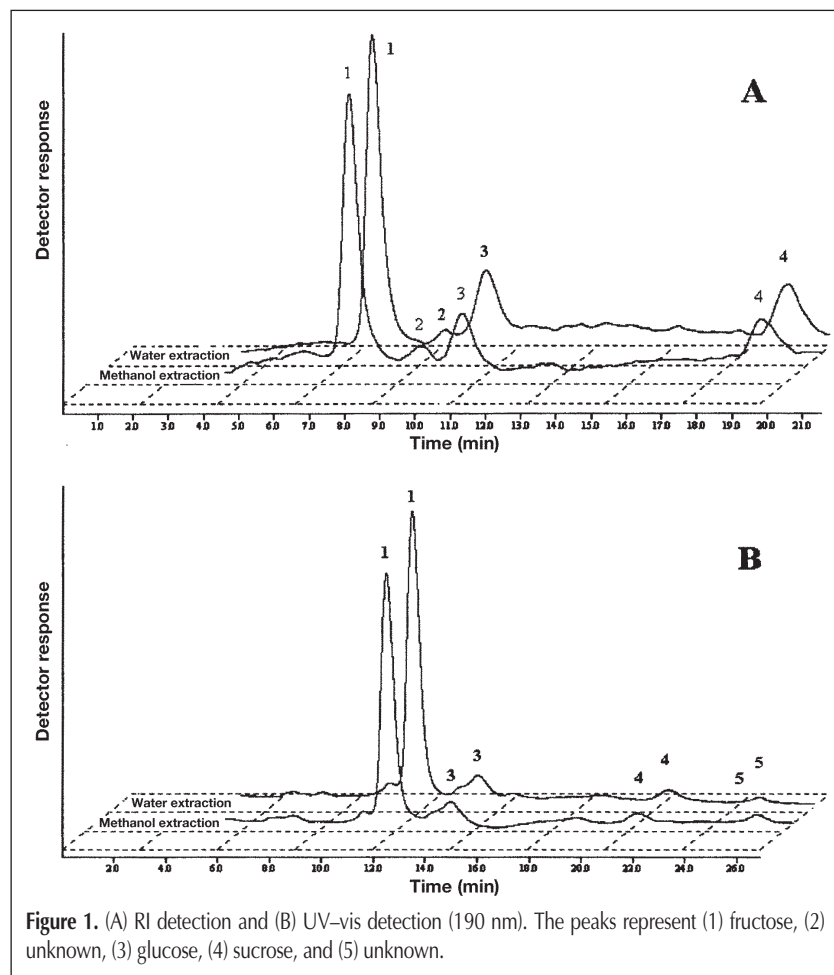 A
Detector response
1
1
2
2
3
3
4
4
Water extraction
Methanol extraction
1.0 2.0 3.0 4.0 5.0 6.0 7.0 8.0 9.0 10.0 11.0 12.0 13.0 14.0 15.0 16.0 17.0 18.0 19.0 20.0 21.0
Time (min)
B
Detector response
1
1
3
3
4
4
5
5
Water extraction
Methanol extraction
2.0 4.0 6.0 8.0 10.0 12.0 14.0 16.0 18.0 20.0 22.0 24.0 26.0
Time (min)
Figure 1. (A) RI detection and (B) UV–vis detection (190 nm). The peaks represent (1) fructose, (2)
unknown, (3) glucose, (4) sucrose, and (5) unknown.